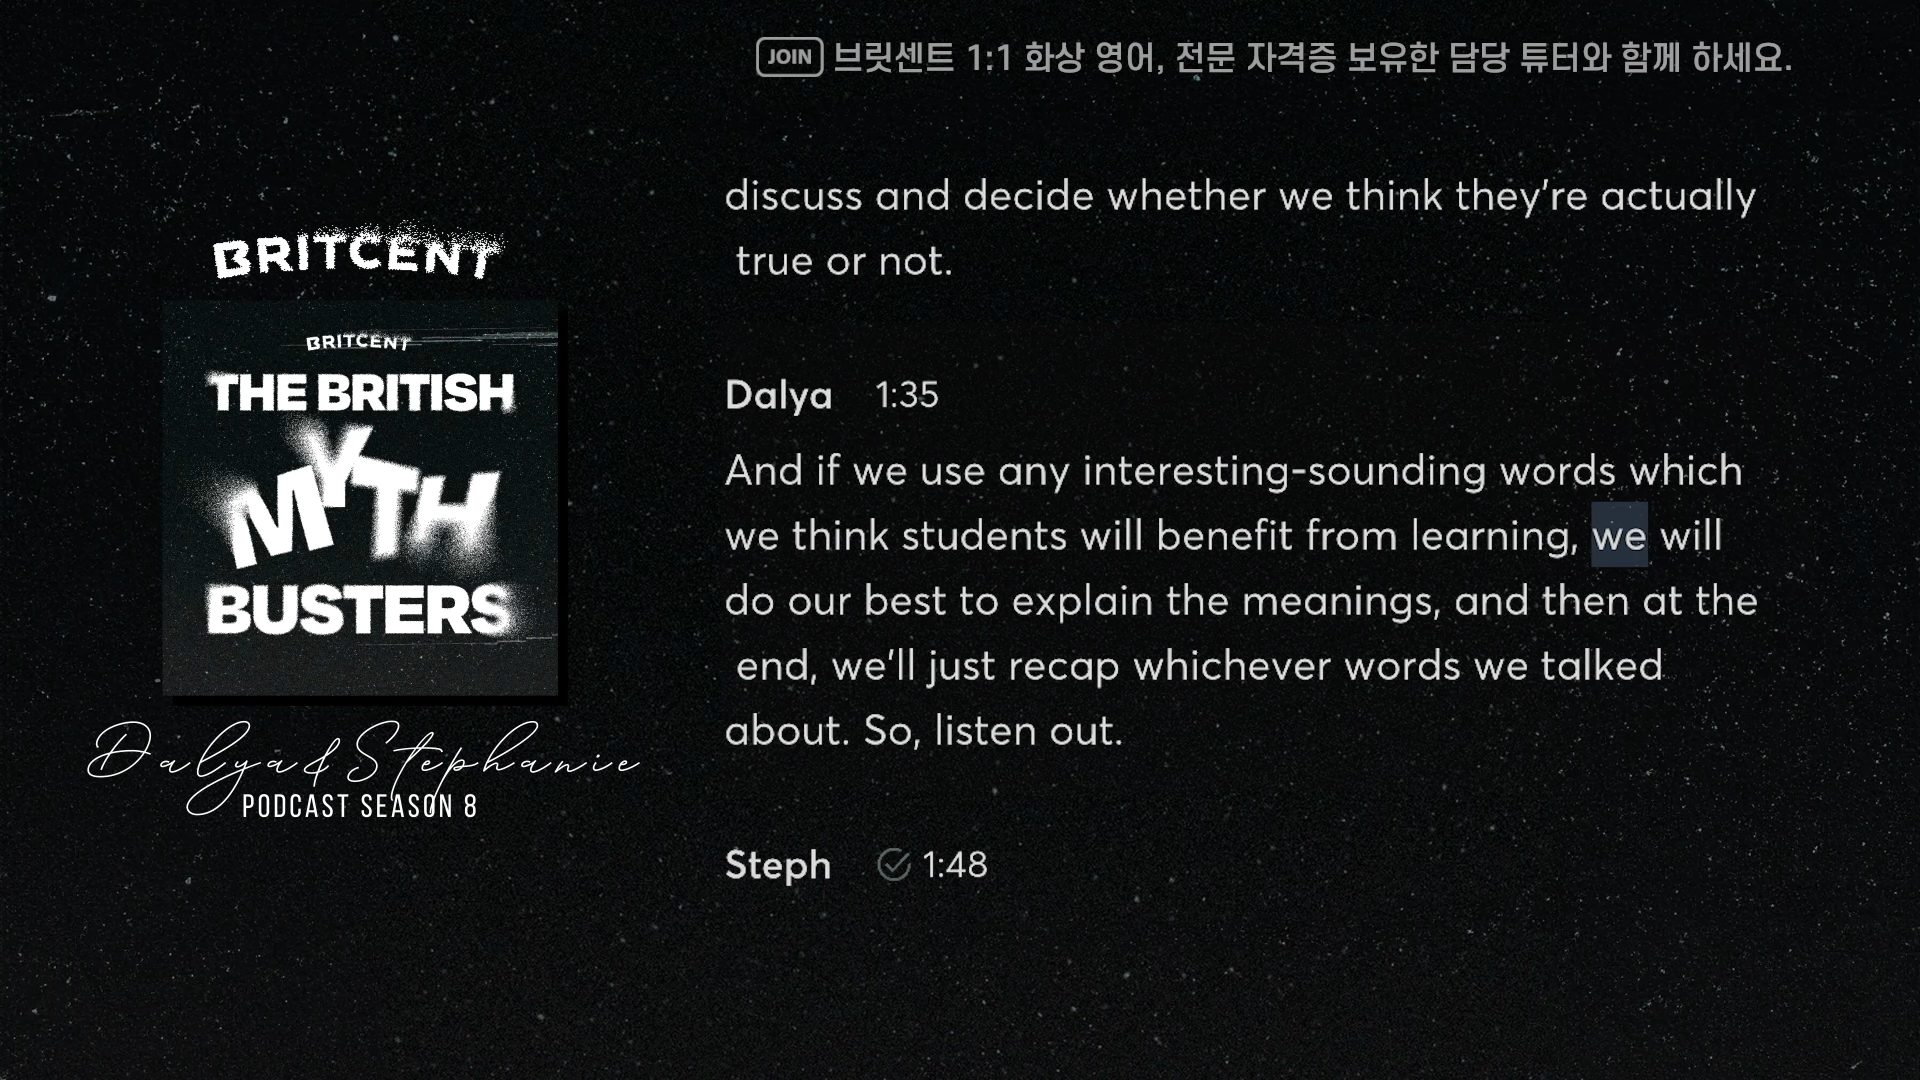 JOIN 브릿센트 1:1 화상 영어, 전문 자격증 보유한 담당 튜터와 함께 하세요.
BRITCENT
BRITCENT
THE BRITISH
MYTH
BUSTERS
Dalya & Stephanie
PODCAST SEASON 8
discuss and decide whether we think they're actually
true or not.
Dalya 1:35
And if we use any interesting-sounding words which
we think students will benefit from learning, we will
do our best to explain the meanings, and then at the
end, we'll just recap whichever words we talked
about. So, listen out.
Steph 1:48